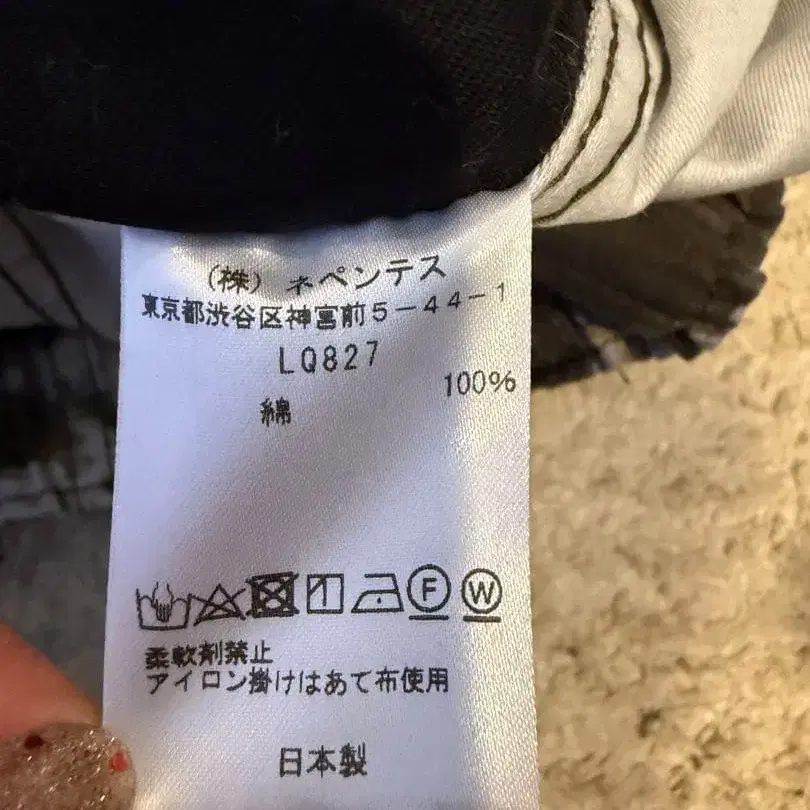 (株) ネペンテス
東京都渋谷区神宮前5-44-1
LQ827
綿 100%
F W
柔軟剤禁止
アイロン掛けはあて布使用
日本製